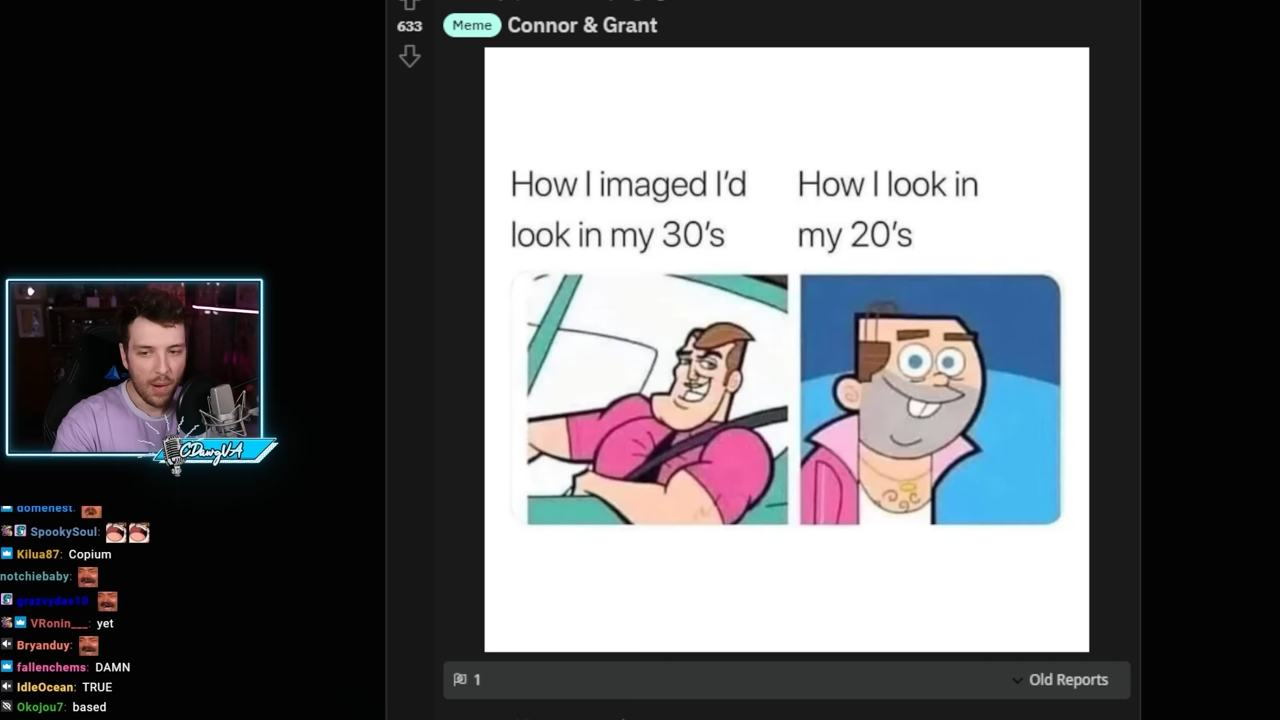 633
Meme Connor & Grant
How I imaged I'd
look in my 30's
How I look in
my 20's
CDawgVA
domenest:
SpookySoul:
Kilua87: Copium
notchiebaby:
VRonin___: yet
Bryanduy:
fallenchems: DAMN
IdleOcean: TRUE
Okojou7: based
1
Old Reports